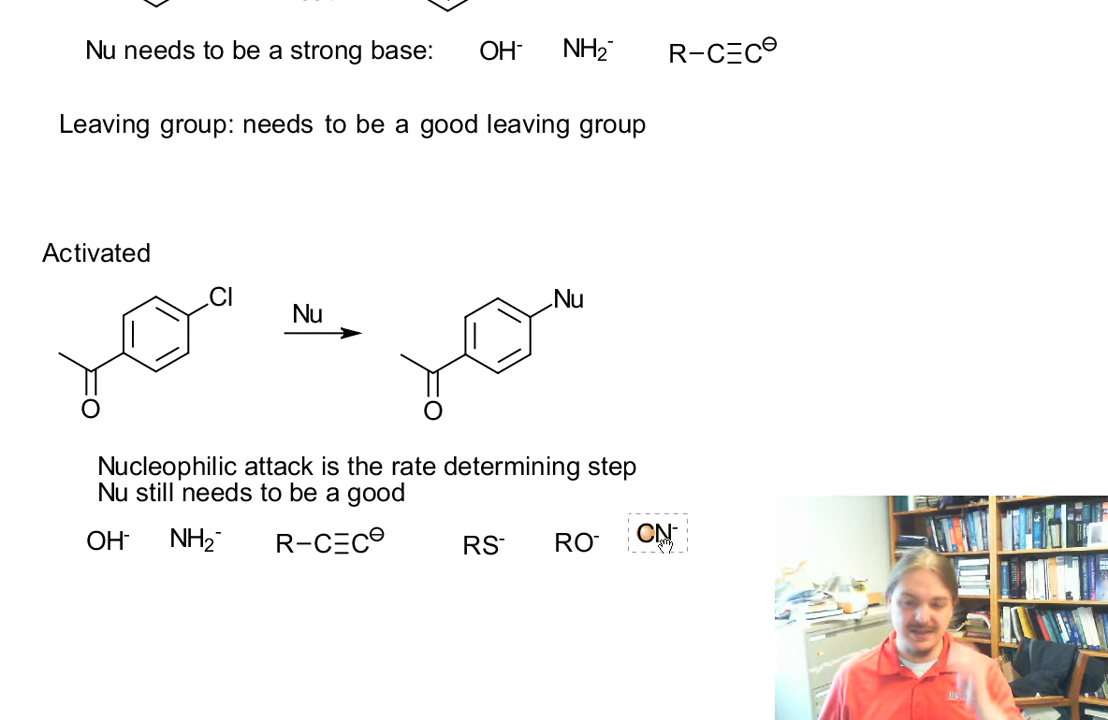 Nu needs to be a strong base: OH⁻ NH₂⁻ R−C≡C⊖
Leaving group: needs to be a good leaving group
Activated
Cl
Nu
Nu
O
O
Nucleophilic attack is the rate determining step
Nu still needs to be a good
OH⁻ NH₂⁻ R−C≡C⊖ RS⁻ RO⁻ CN⁻